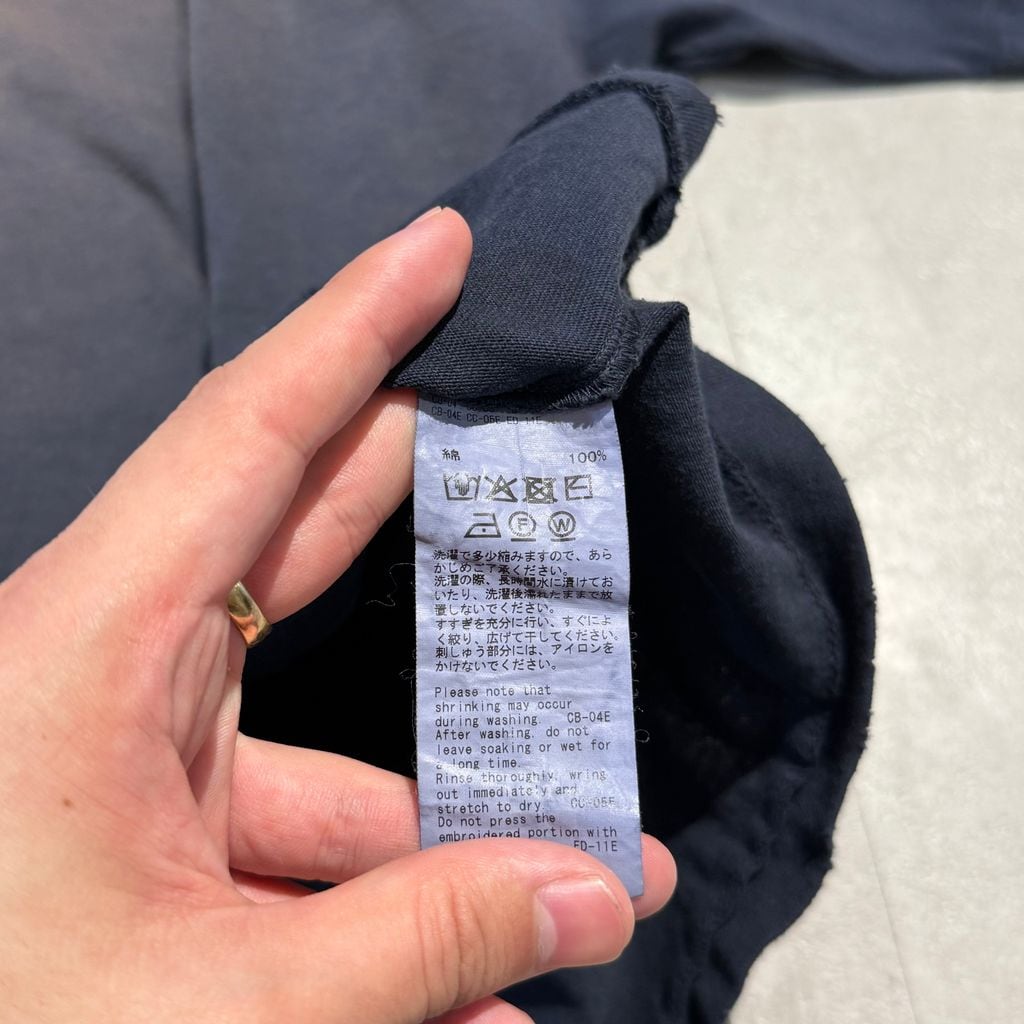 CB-04E CC-05E ED-11E
綿 100%
F W
洗濯で多少縮みますので、あら
かじめご了承ください。
洗濯の際、長時間水に漬けてお
いたり、洗濯後濡れたままで放
置しないでください。
すすぎを充分に行い、すぐによ
く絞り、広げて干してください。
刺しゅう部分には、アイロンを
かけないでください。
Please note that
shrinking may occur
during washing. CB-04E
After washing, do not
leave soaking or wet for
a long time.
Rinse thoroughly, wring
out immediately and
stretch to dry. CC-05E
Do not press the
embroidered portion with
ED-11E